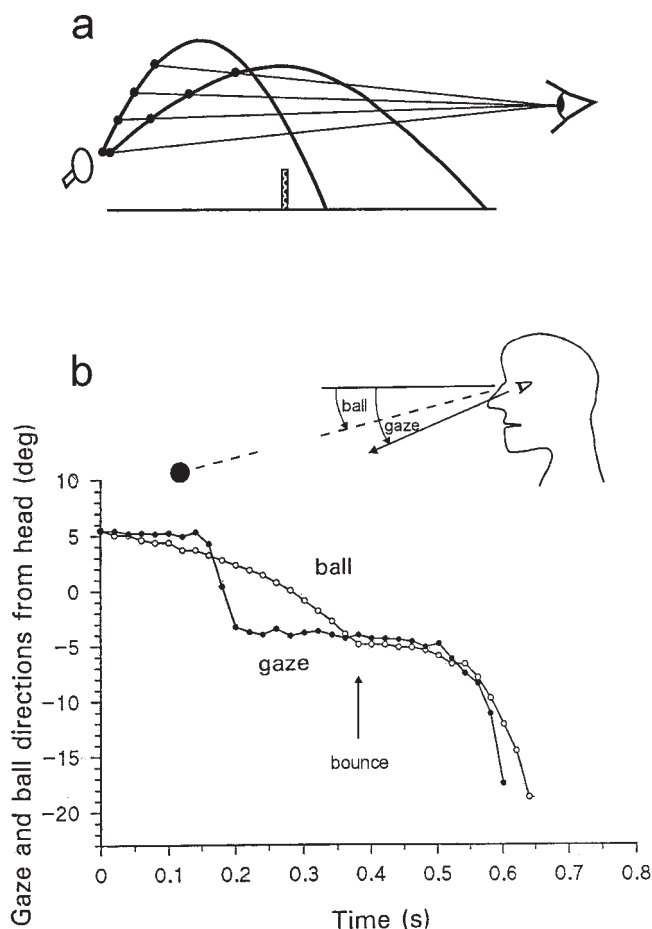 a
b
ball
gaze
Gaze and ball directions from head (deg)
10
5
0
−5
−10
−15
−20
ball
gaze
bounce
0 0.1 0.2 0.3 0.4 0.5 0.6 0.7 0.8
Time (s)